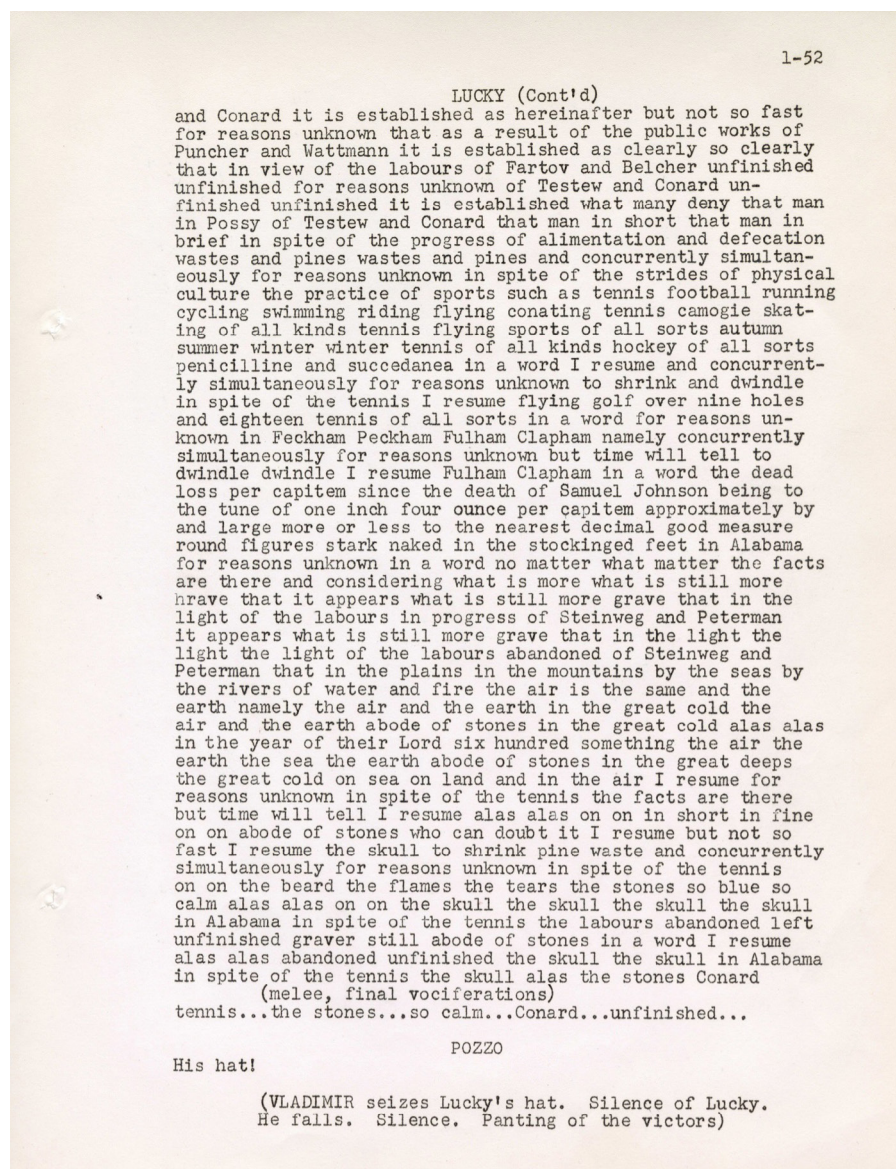 1-52
LUCKY (Cont'd)
and Conard it is established as hereinafter but not so fast
for reasons unknown that as a result of the public works of
Puncher and Wattmann it is established as clearly so clearly
that in view of the labours of Fartov and Belcher unfinished
unfinished for reasons unknown of Testew and Conard un-
finished unfinished it is established what many deny that man
in Possy of Testew and Conard that man in short that man in
brief in spite of the progress of alimentation and defecation
wastes and pines wastes and pines and concurrently simultan-
eously for reasons unknown in spite of the strides of physical
culture the practice of sports such as tennis football running
cycling swimming riding flying conating tennis camogie skat-
ing of all kinds tennis flying sports of all sorts autumn
summer winter winter tennis of all kinds hockey of all sorts
penicilline and succedanea in a word I resume and concurrent-
ly simultaneously for reasons unknown to shrink and dwindle
in spite of the tennis I resume flying golf over nine holes
and eighteen tennis of all sorts in a word for reasons un-
known in Feckham Peckham Fulham Clapham namely concurrently
simultaneously for reasons unknown but time will tell to
dwindle dwindle I resume Fulham Clapham in a word the dead
loss per capitem since the death of Samuel Johnson being to
the tune of one inch four ounce per capitem approximately by
and large more or less to the nearest decimal good measure
round figures stark naked in the stockinged feet in Alabama
for reasons unknown in a word no matter what matter the facts
are there and considering what is more what is still more
hrave that it appears what is still more grave that in the
light of the labours in progress of Steinweg and Peterman
it appears what is still more grave that in the light the
light the light of the labours abandoned of Steinweg and
Peterman that in the plains in the mountains by the seas by
the rivers of water and fire the air is the same and the
earth namely the air and the earth in the great cold the
air and the earth abode of stones in the great cold alas alas
in the year of their Lord six hundred something the air the
earth the sea the earth abode of stones in the great deeps
the great cold on sea on land and in the air I resume for
reasons unknown in spite of the tennis the facts are there
but time will tell I resume alas alas on on in short in fine
on on abode of stones who can doubt it I resume but not so
fast I resume the skull to shrink pine waste and concurrently
simultaneously for reasons unknown in spite of the tennis
on on the beard the flames the tears the stones so blue so
calm alas alas on on the skull the skull the skull the skull
in Alabama in spite of the tennis the labours abandoned left
unfinished graver still abode of stones in a word I resume
alas alas abandoned unfinished the skull the skull in Alabama
in spite of the tennis the skull alas the stones Conard
(melee, final vociferations)
tennis...the stones...so calm...Conard...unfinished...
POZZO
His hat!
(VLADIMIR seizes Lucky's hat. Silence of Lucky.
He falls. Silence. Panting of the victors)